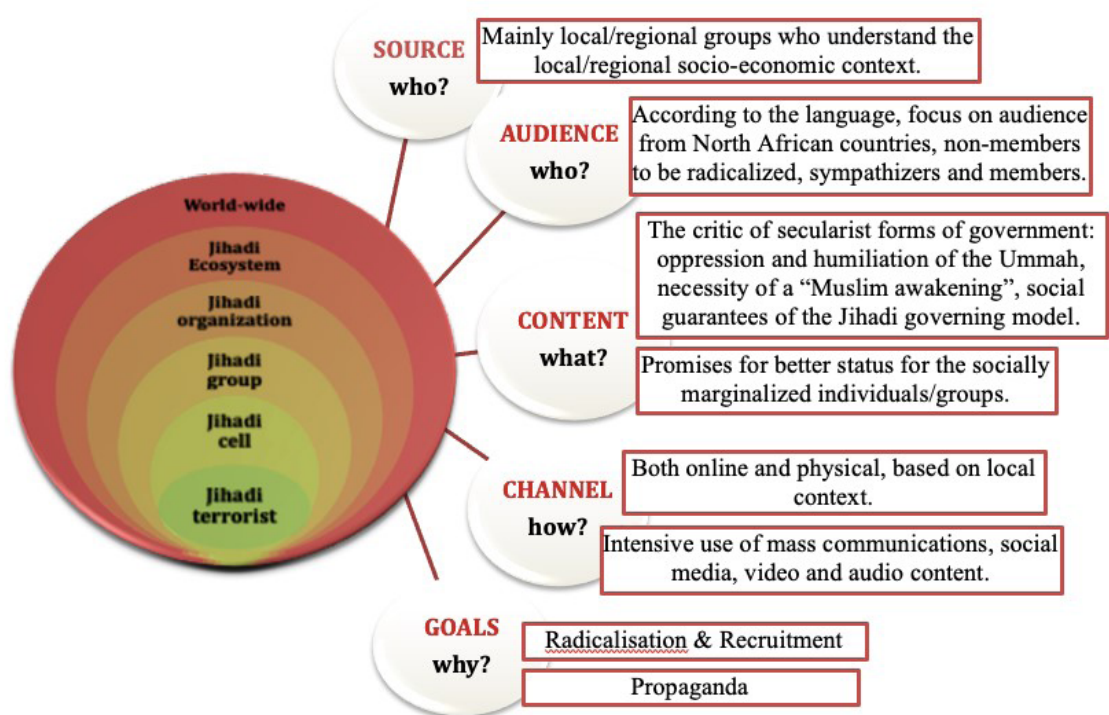 SOURCE
who?
Mainly local/regional groups who understand the
local/regional socio-economic context.
AUDIENCE
who?
According to the language, focus on audience
from North African countries, non-members
to be radicalized, sympathizers and members.
World-wide
Jihadi
Ecosystem
Jihadi
organization
Jihadi
group
Jihadi
cell
Jihadi
terrorist
CONTENT
what?
The critic of secularist forms of government:
oppression and humiliation of the Ummah,
necessity of a “Muslim awakening”, social
guarantees of the Jihadi governing model.
Promises for better status for the socially
marginalized individuals/groups.
CHANNEL
how?
Both online and physical, based on local
context.
Intensive use of mass communications, social
media, video and audio content.
GOALS
why?
Radicalisation & Recruitment
Propaganda